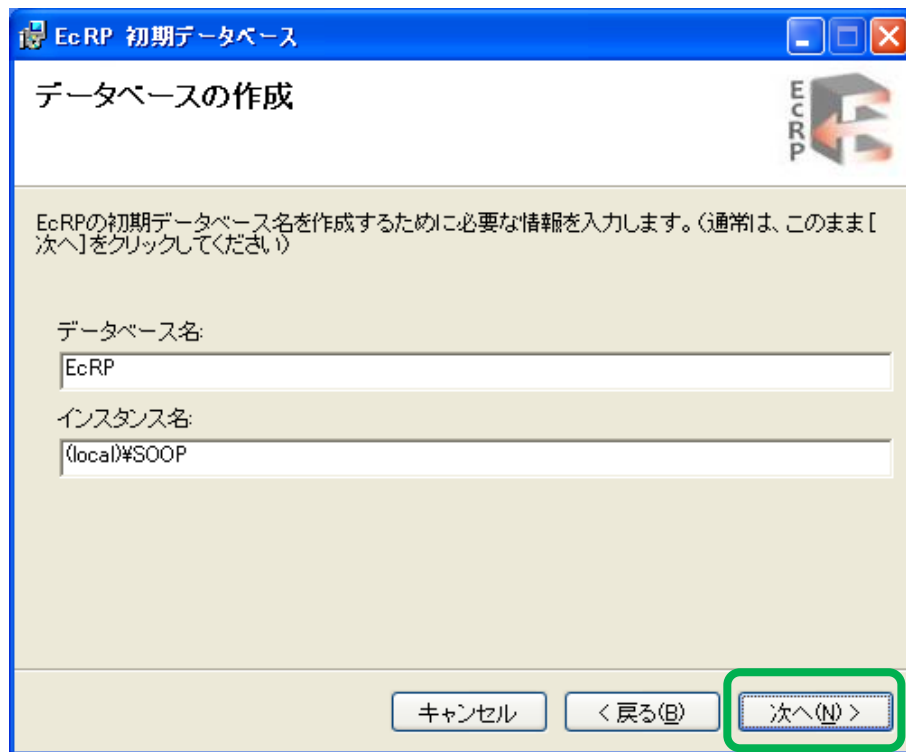 EcRP 初期データベース
データベースの作成
EcRP
EcRPの初期データベース名を作成するために必要な情報を入力します。（通常は、このまま[
次へ]をクリックしてください）
データベース名:
EcRP
インスタンス名:
(local)¥SOOP
キャンセル
< 戻る(B)
次へ(N) >